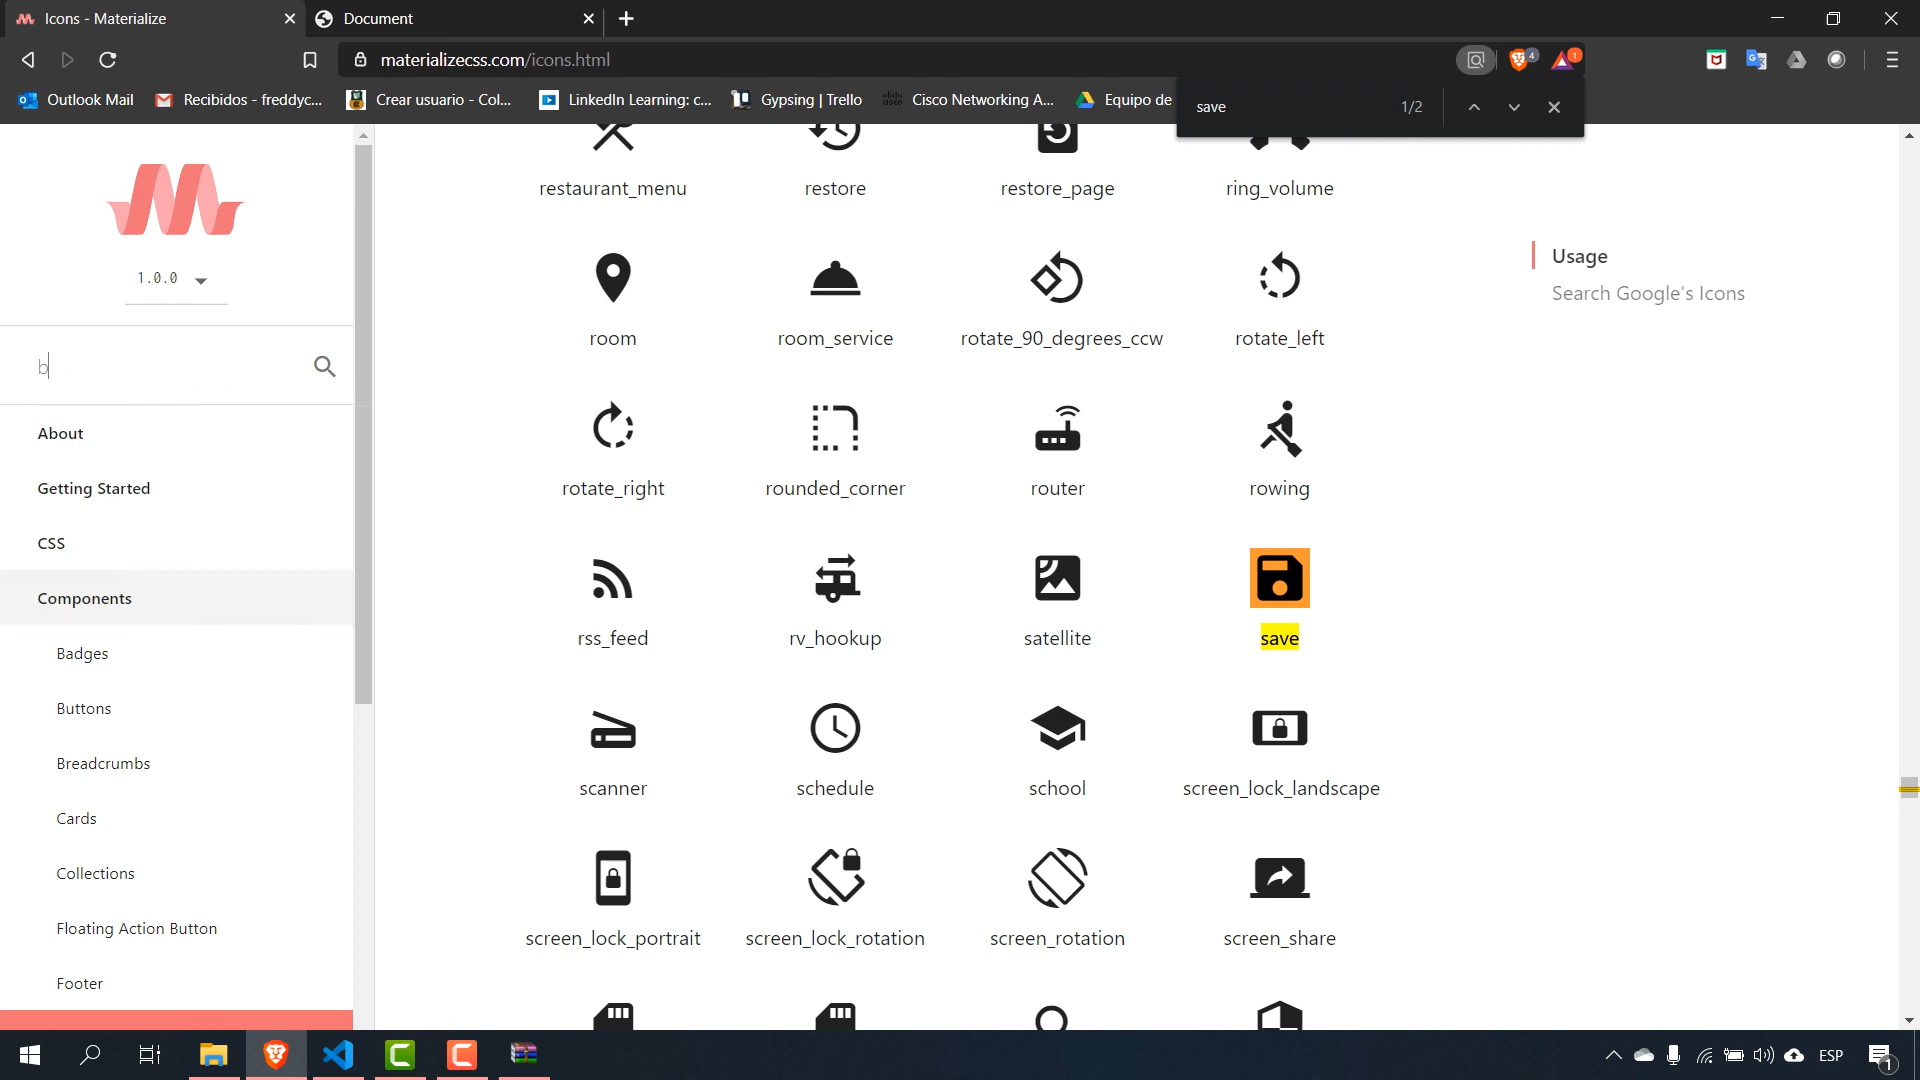 Icons - Materialize
Document
materializecss.com/icons.html
4
1
Outlook Mail
Recibidos - freddyc...
Crear usuario - Col...
LinkedIn Learning: c...
Gypsing | Trello
Cisco Networking A...
Equipo de
save
1/2
restaurant_menu
restore
restore_page
ring_volume
1.0.0
Usage
Search Google's Icons
room
room_service
rotate_90_degrees_ccw
rotate_left
b
About
Getting Started
CSS
Components
Badges
Buttons
Breadcrumbs
Cards
Collections
Floating Action Button
Footer
rotate_right
rounded_corner
router
rowing
rss_feed
rv_hookup
satellite
save
scanner
schedule
school
screen_lock_landscape
screen_lock_portrait
screen_lock_rotation
screen_rotation
screen_share
ESP
1